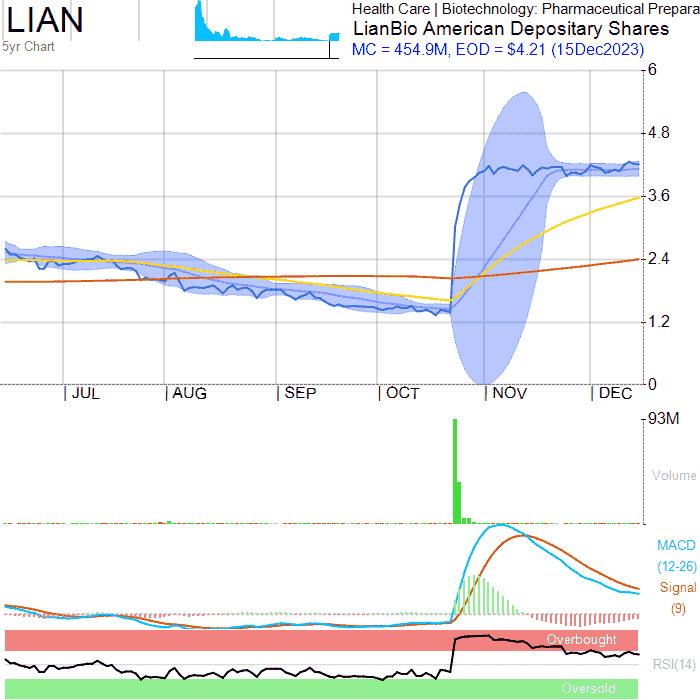 LIAN
5yr Chart
Health Care | Biotechnology: Pharmaceutical Prepara
LianBio American Depositary Shares
MC = 454.9M, EOD = $4.21 (15Dec2023)
6
4.8
3.6
2.4
1.2
0
| JUL | AUG | SEP | OCT | NOV | DEC
93M
Volume
MACD
(12-26)
Signal
(9)
Overbought
RSI(14)
Oversold